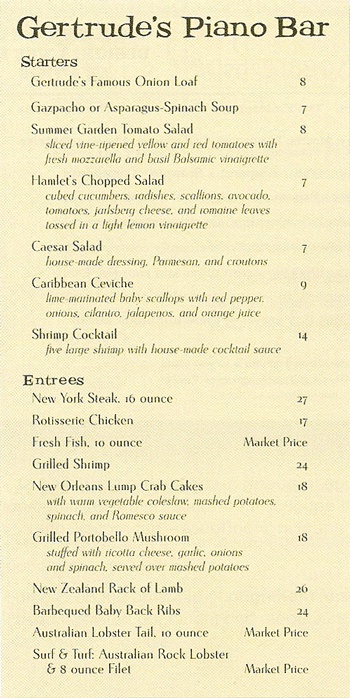 Gertrude's Piano Bar
Starters
Gertrude's Famous Onion Loaf 8
Gazpacho or Asparagus-Spinach Soup 7
Summer Garden Tomato Salad 8
sliced vine-ripened yellow and red tomatoes with
fresh mozzarella and basil Balsamic vinaigrette
Hamlet's Chopped Salad 7
cubed cucumbers, radishes, scallions, avocado,
tomatoes, jarlsberg cheese, and romaine leaves
tossed in a light lemon vinaigrette
Caesar Salad 7
house-made dressing, Parmesan, and croutons
Caribbean Ceviche 9
lime-marinated baby scallops with red pepper,
onions, cilantro, jalapenos, and orange juice
Shrimp Cocktail 14
five large shrimp with house-made cocktail sauce
Entrees
New York Steak, 16 ounce 27
Rotisserie Chicken 17
Fresh Fish, 10 ounce Market Price
Grilled Shrimp 24
New Orleans Lump Crab Cakes 18
with warm vegetable coleslaw, mashed potatoes,
spinach, and Romesco sauce
Grilled Portobello Mushroom 18
stuffed with ricotta cheese, garlic, onions
and spinach, served over mashed potatoes
New Zealand Rack of Lamb 26
Barbequed Baby Back Ribs 24
Australian Lobster Tail, 10 ounce Market Price
Surf & Turf: Australian Rock Lobster
& 8 ounce Filet Market Price